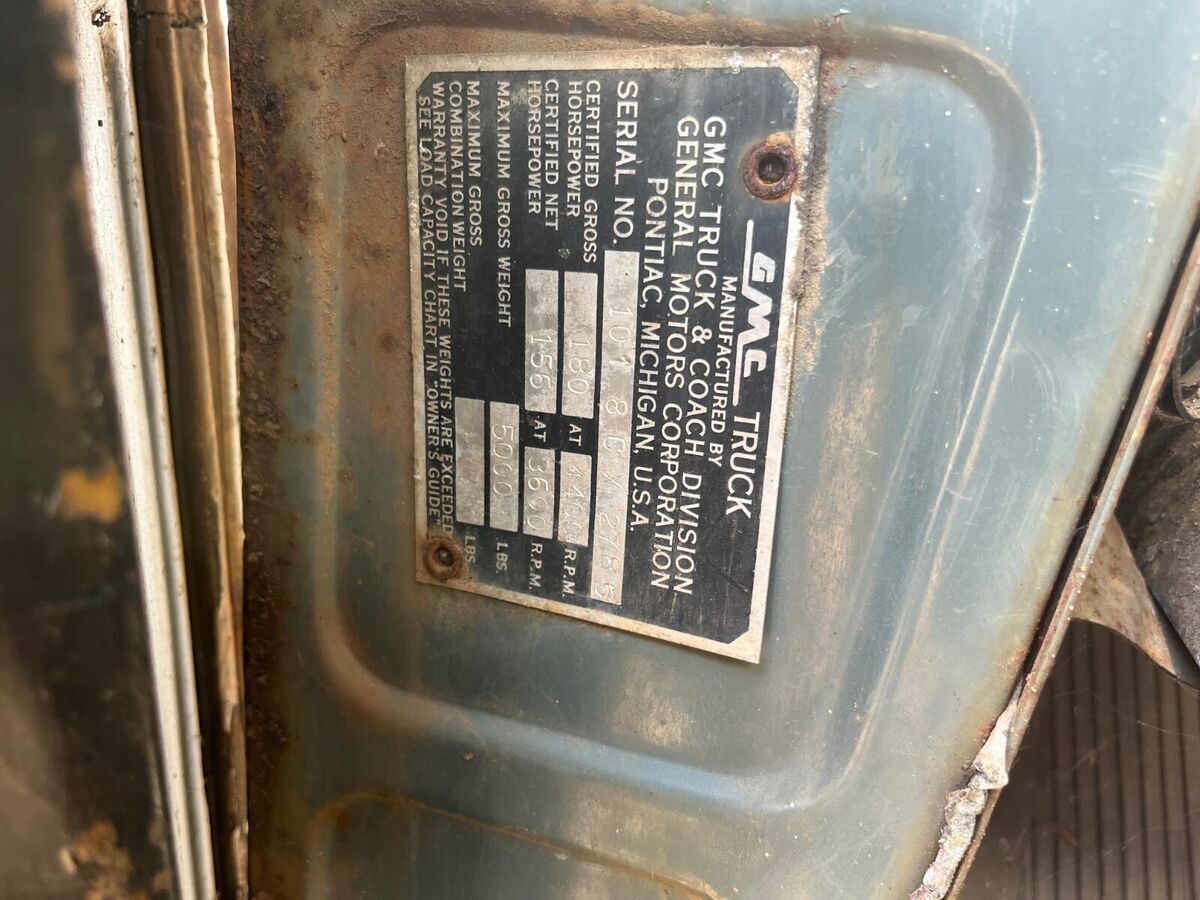 GMC TRUCK
MANUFACTURED BY
GMC TRUCK & COACH DIVISION
GENERAL MOTORS CORPORATION
PONTIAC, MICHIGAN, U.S.A.
SERIAL NO.
CERTIFIED GROSS
HORSEPOWER 180 AT 4400 R.P.M.
CERTIFIED NET
HORSEPOWER 156 AT 3600 R.P.M.
MAXIMUM GROSS WEIGHT 5000 LBS.
MAXIMUM GROSS
COMBINATION WEIGHT LBS.
WARRANTY VOID IF THESE WEIGHTS ARE EXCEEDED
SEE LOAD CAPACITY CHART IN "OWNER'S GUIDE"